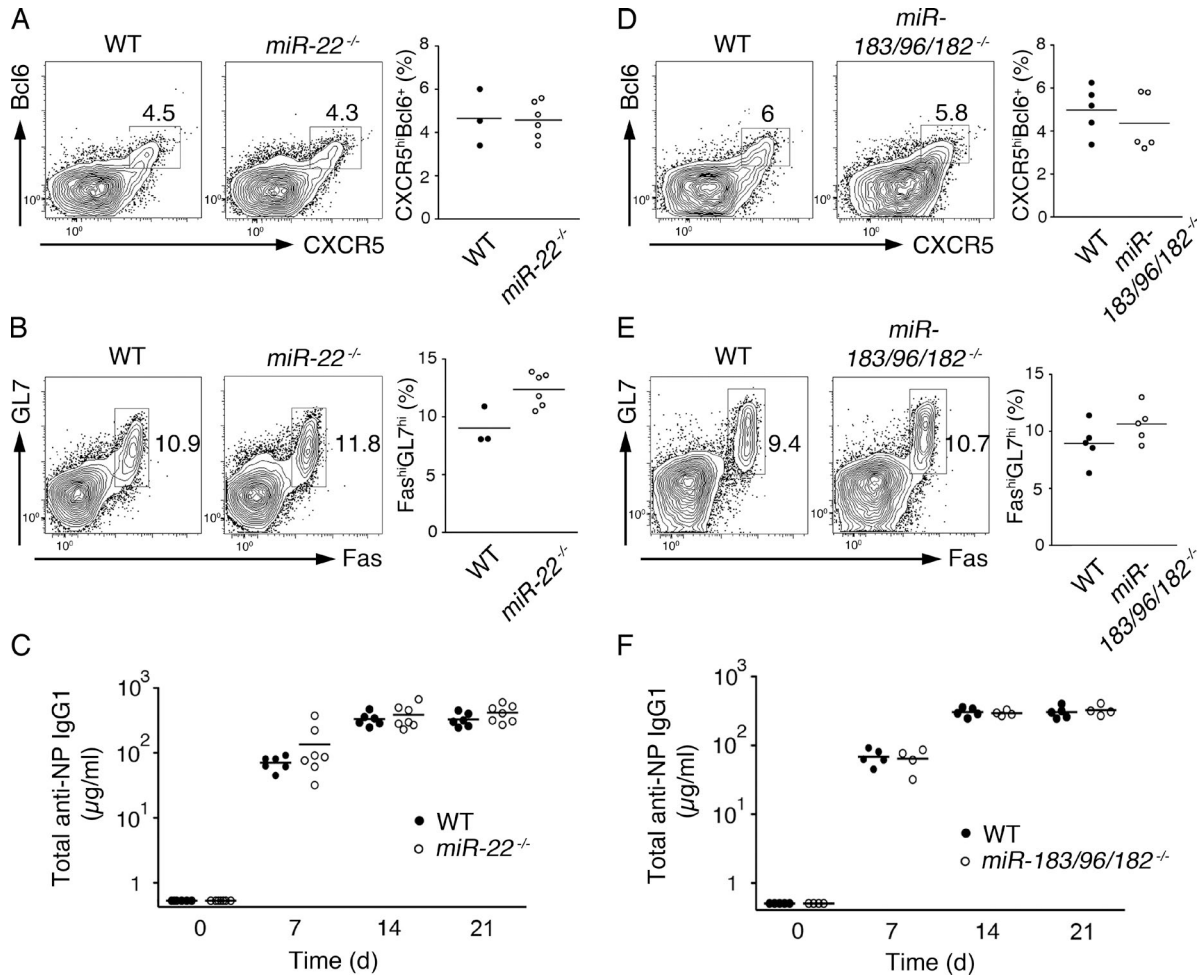 A
WT
miR-22-/-
Bcl6
4.5
4.3
10⁰
10⁰
10⁰
10⁰
CXCR5
CXCR5hiBcl6+ (%)
8
6
4
2
0
WT
miR-22-/-
D
WT
miR-
183/96/182-/-
Bcl6
6
5.8
10⁰
10⁰
10⁰
10⁰
CXCR5
CXCR5hiBcl6+ (%)
8
6
4
2
0
WT
miR-
183/96/182-/-
B
WT
miR-22-/-
GL7
10.9
11.8
10⁰
10⁰
10⁰
10⁰
Fas
FashiGL7hi (%)
15
10
5
0
WT
miR-22-/-
E
WT
miR-
183/96/182-/-
GL7
9.4
10.7
10⁰
10⁰
10⁰
10⁰
Fas
FashiGL7hi (%)
15
10
5
0
WT
miR-
183/96/182-/-
C
Total anti-NP IgG1
(µg/ml)
10³
10²
10¹
1
WT
miR-22-/-
0 7 14 21
Time (d)
F
Total anti-NP IgG1
(µg/ml)
10³
10²
10¹
1
WT
miR-183/96/182-/-
0 7 14 21
Time (d)